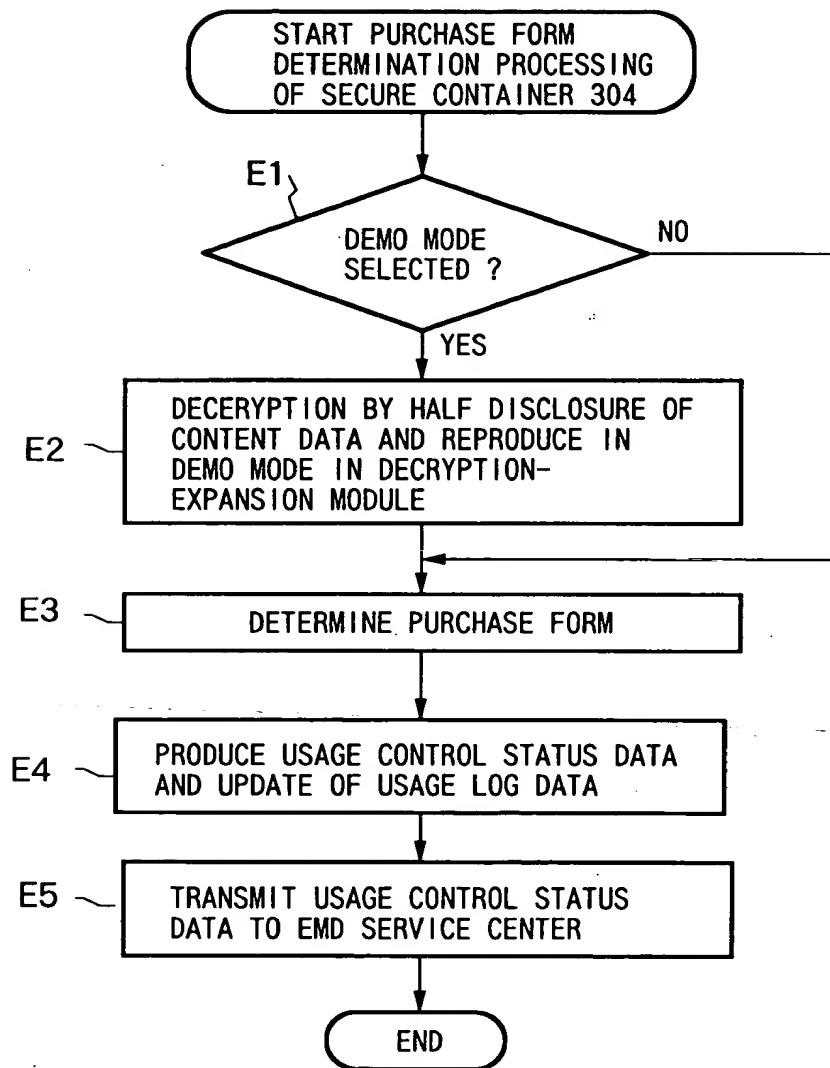 START PURCHASE FORM
DETERMINATION PROCESSING
OF SECURE CONTAINER 304
E1
DEMO MODE
SELECTED ?
NO
YES
E2
DECERYPTION BY HALF DISCLOSURE OF
CONTENT DATA AND REPRODUCE IN
DEMO MODE IN DECRYPTION-
EXPANSION MODULE
E3
DETERMINE PURCHASE FORM
E4
PRODUCE USAGE CONTROL STATUS DATA
AND UPDATE OF USAGE LOG DATA
E5
TRANSMIT USAGE CONTROL STATUS
DATA TO EMD SERVICE CENTER
END